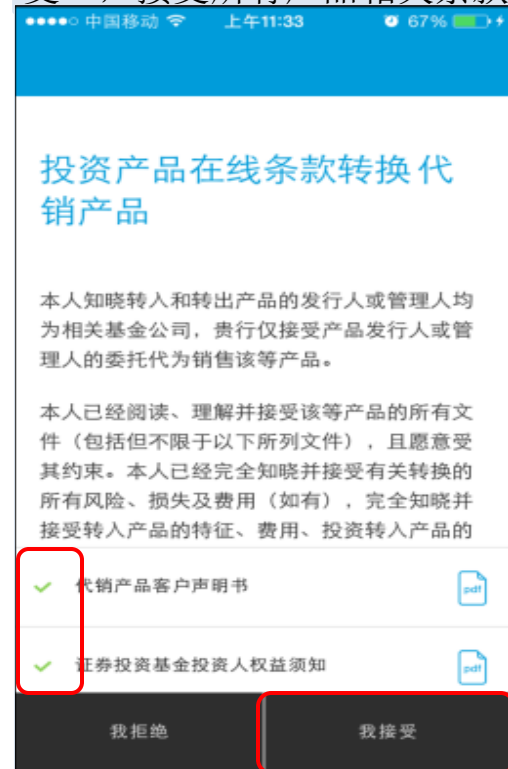 中国移动 上午11:33 67%
投资产品在线条款转换代
销产品
本人知晓转入和转出产品的发行人或管理人均
为相关基金公司，贵行仅接受产品发行人或管
理人的委托代为销售该等产品。
本人已经阅读、理解并接受该等产品的所有文
件（包括但不限于以下所列文件），且愿意受
其约束。本人已经完全知晓并接受有关转换的
所有风险、损失及费用（如有），完全知晓并
接受转入产品的特征、费用、投资转入产品的
代销产品客户声明书 pdf
证券投资基金投资人权益须知 pdf
我拒绝 我接受